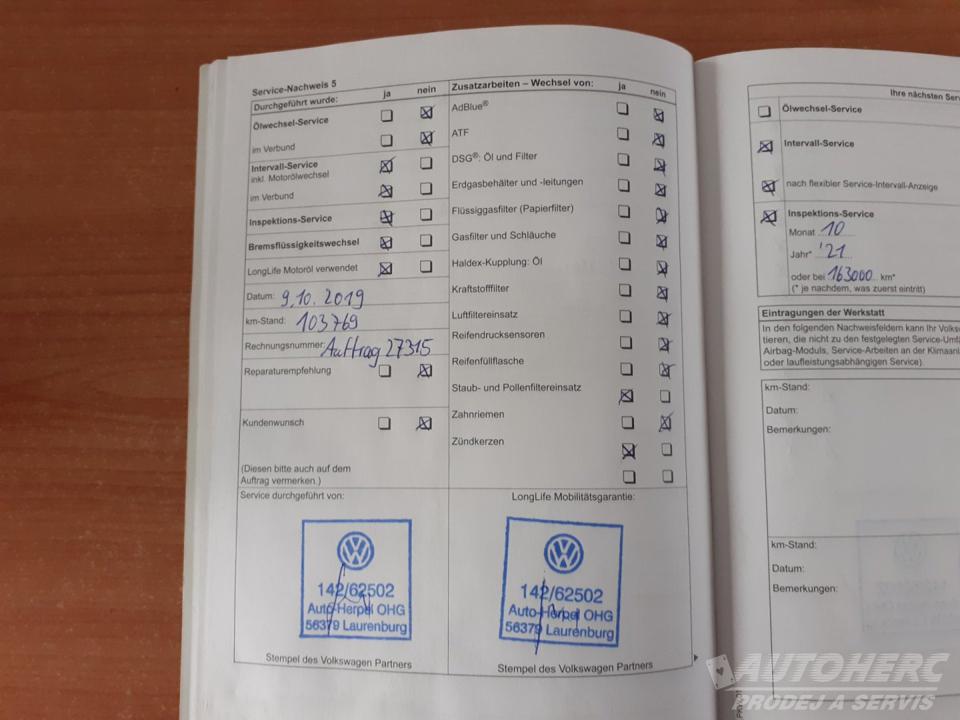 Service-Nachweis 5
Durchgeführt wurde: ja nein
Ölwechsel-Service
im Verbund
Intervall-Service
inkl. Motorölwechsel
im Verbund
Inspektions-Service
Bremsflüssigkeitswechsel
LongLife Motoröl verwendet
Datum: 9.10.2019
km-Stand: 103769
Rechnungsnummer: Auftrag 27315
Reparaturempfehlung
Kundenwunsch
(Diesen bitte auch auf dem
Auftrag vermerken.)
Service durchgeführt von:
142/62502
Auto-Herpel OHG
56379 Laurenburg
Stempel des Volkswagen Partners
Zusatzarbeiten – Wechsel von: ja nein
AdBlue®
ATF
DSG®: Öl und Filter
Erdgasbehälter und -leitungen
Flüssiggasfilter (Papierfilter)
Gasfilter und Schläuche
Haldex-Kupplung: Öl
Kraftstofffilter
Luftfiltereinsatz
Reifendrucksensoren
Reifenfüllflasche
Staub- und Pollenfiltereinsatz
Zahnriemen
Zündkerzen
LongLife Mobilitätsgarantie:
142/62502
Auto-Herpel OHG
56379 Laurenburg
Stempel des Volkswagen Partners
Ihre nächsten Ser
Ölwechsel-Service
Intervall-Service
nach flexibler Service-Intervall-Anzeige
Inspektions-Service
Monat 10
Jahr* '21
oder bei 163000 km*
(* je nachdem, was zuerst eintritt)
Eintragungen der Werkstatt
In den folgenden Nachweisfeldern kann Ihr Volksw
tieren, die nicht zu den festgelegten Service-Umfä
Airbag-Moduls, Service-Arbeiten an der Klimaanl
oder laufleistungsabhängigen Service).
km-Stand:
Datum:
Bemerkungen:
km-Stand:
Datum:
Bemerkungen:
AUTOHERC
PRODEJ A SERVIS